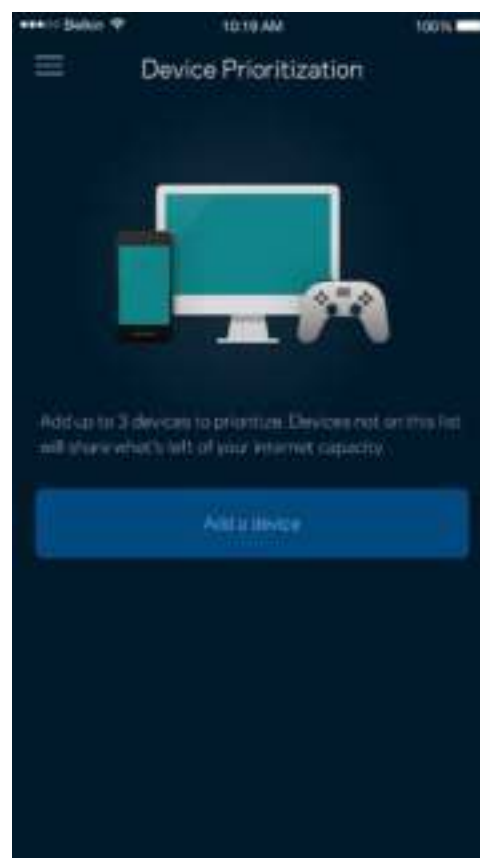 Belkin 10:19 AM 100%
Device Prioritization
Add up to 3 devices to prioritize. Devices not on this list
will share what's left of your internet capacity.
Add a device